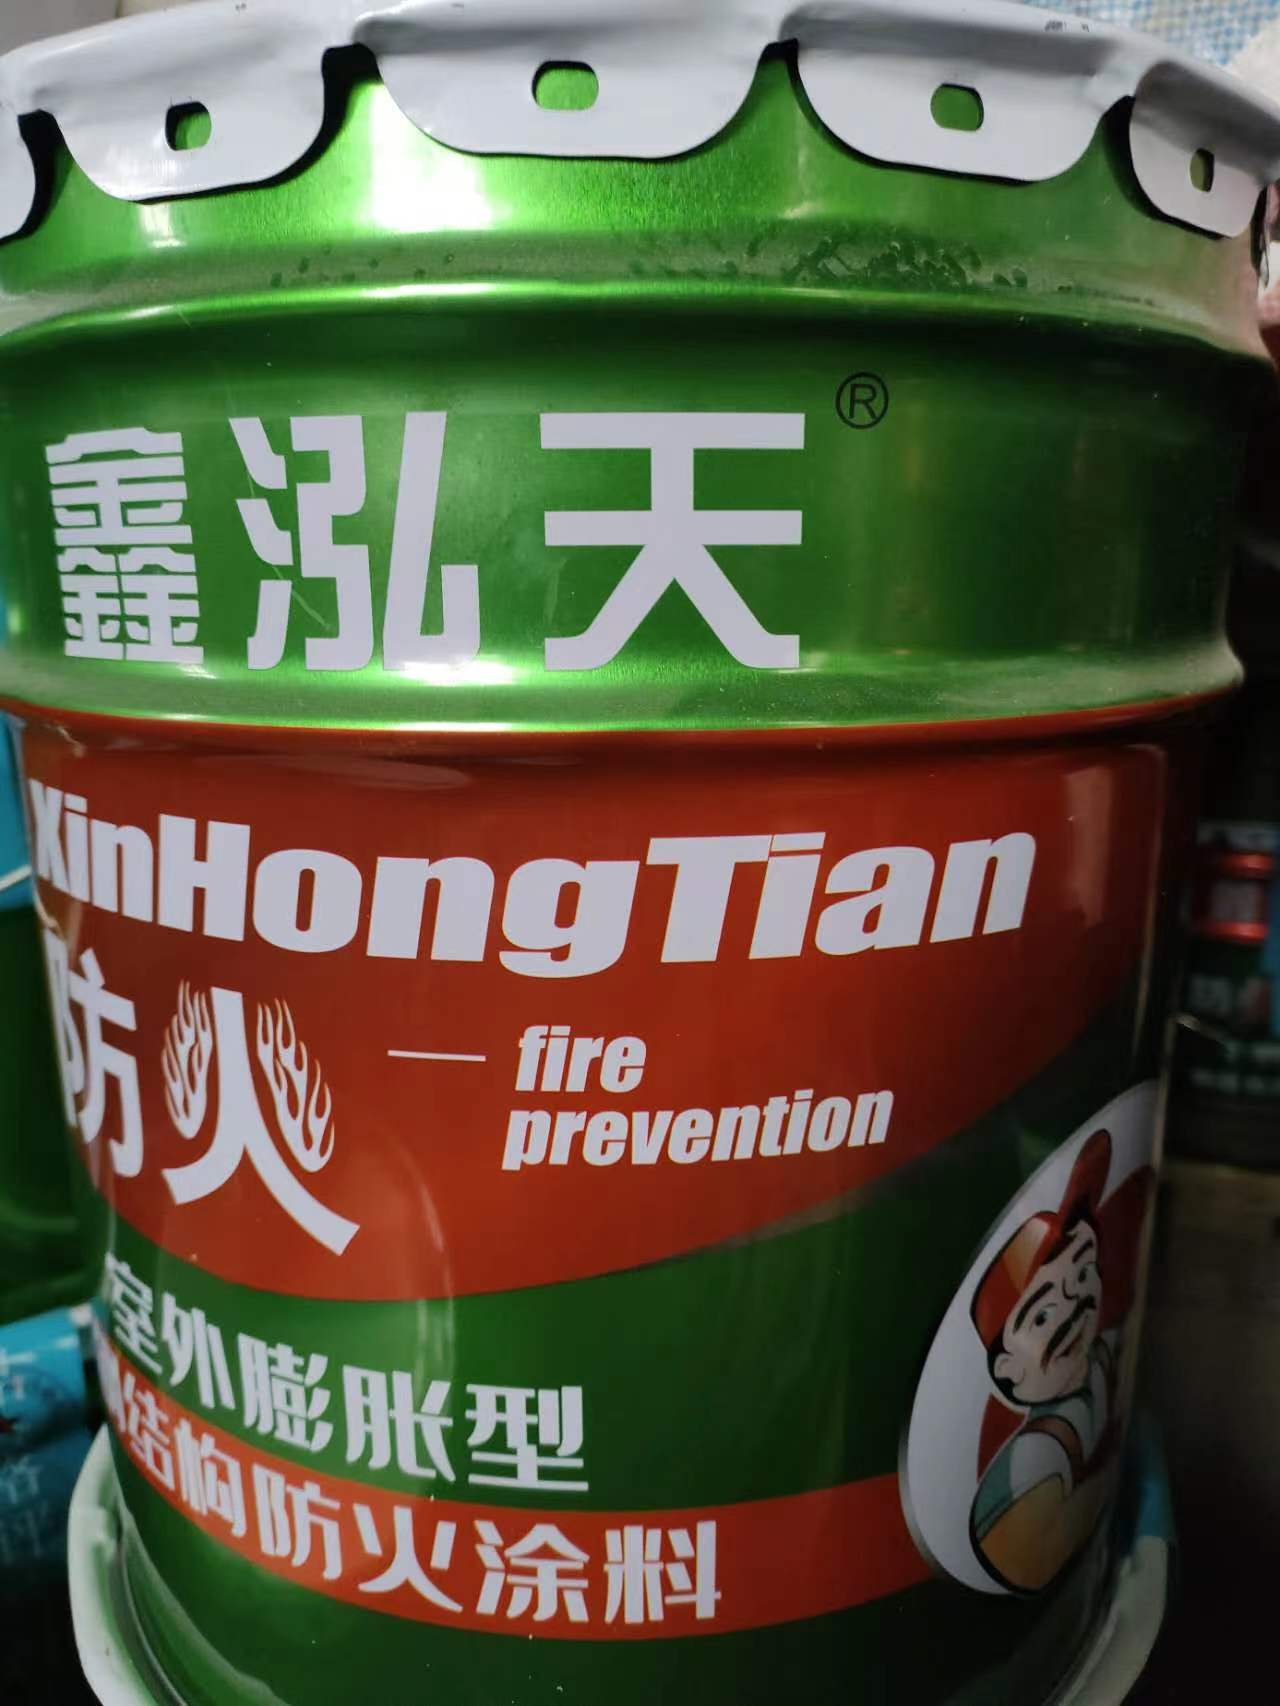 鑫泓天®
XinHongTian
防火 — fire
prevention
室外膨胀型
钢结构防火涂料